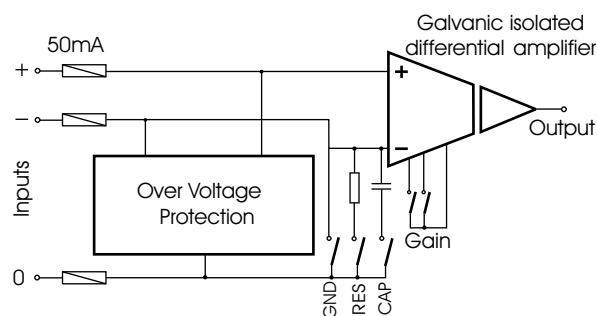 Galvanic isolated
differential amplifier
50mA
+
+
−
Output
−
Inputs
Over Voltage
Protection
Gain
0
GND
RES
CAP